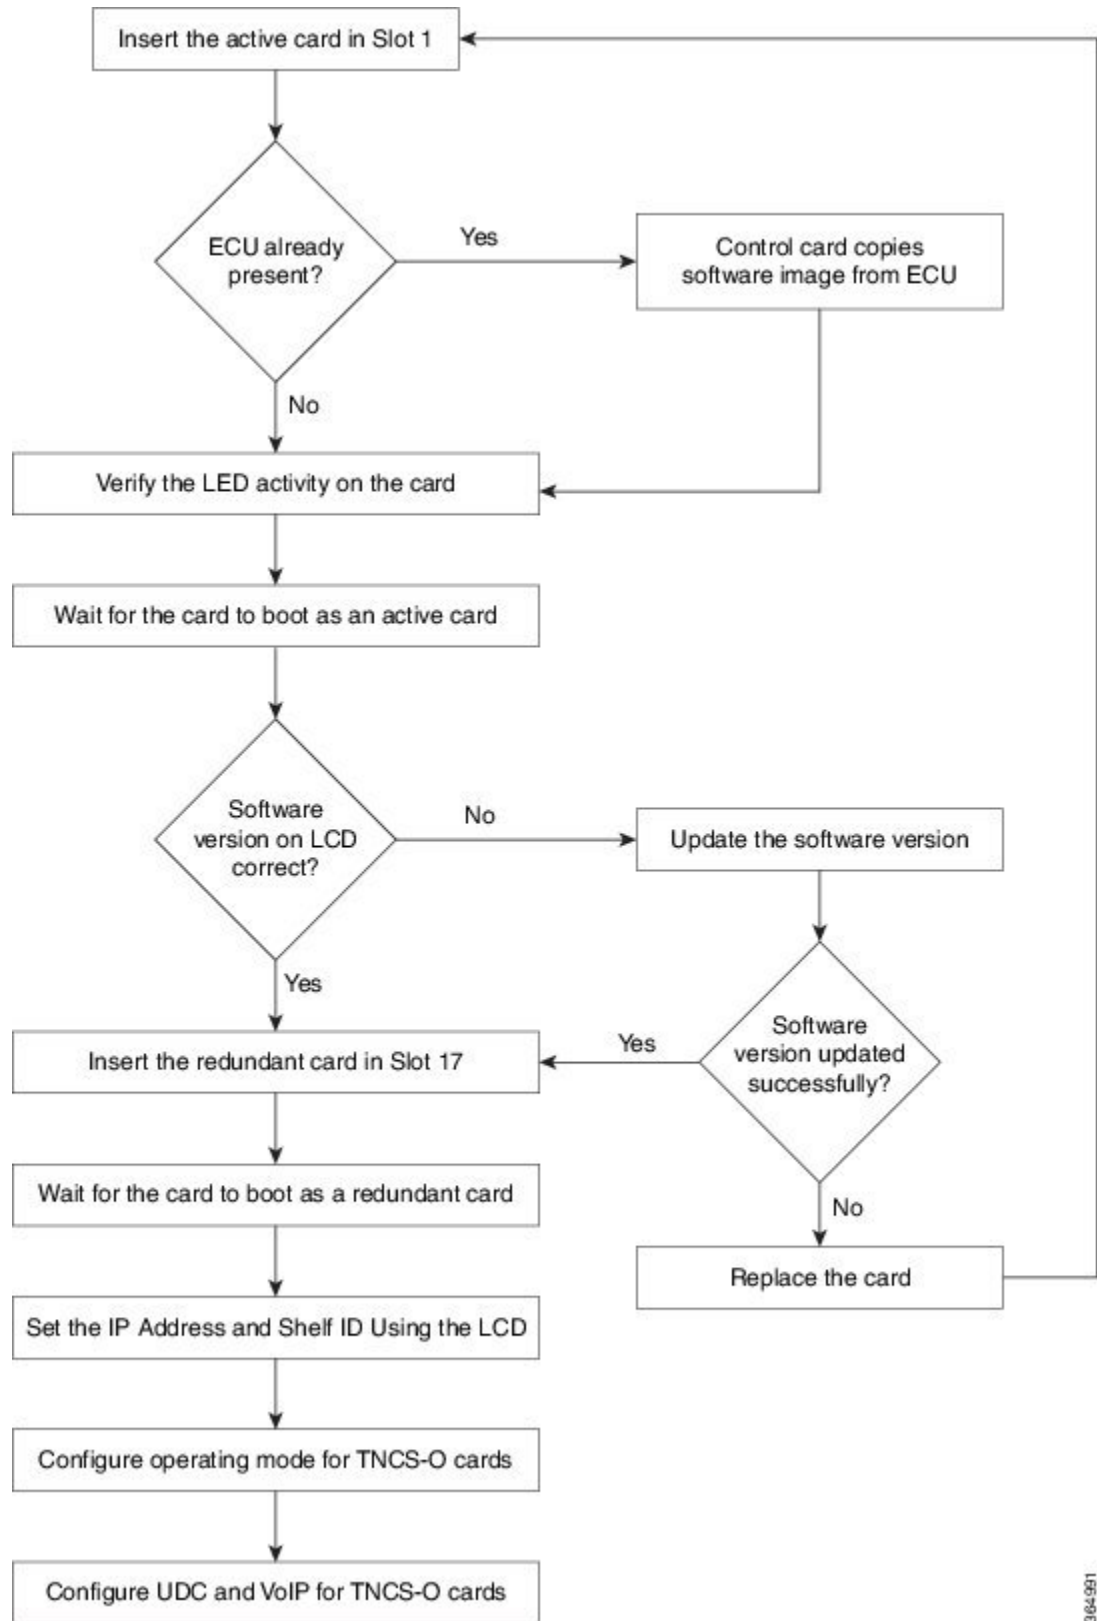 Insert the active card in Slot 1
ECU already
present?
Yes
Control card copies
software image from ECU
No
Verify the LED activity on the card
Wait for the card to boot as an active card
Software
version on LCD
correct?
No
Update the software version
Yes
Software
version updated
successfully?
Yes
Insert the redundant card in Slot 17
No
Wait for the card to boot as a redundant card
Replace the card
Set the IP Address and Shelf ID Using the LCD
Configure operating mode for TNCS-O cards
Configure UDC and VoIP for TNCS-O cards
364991